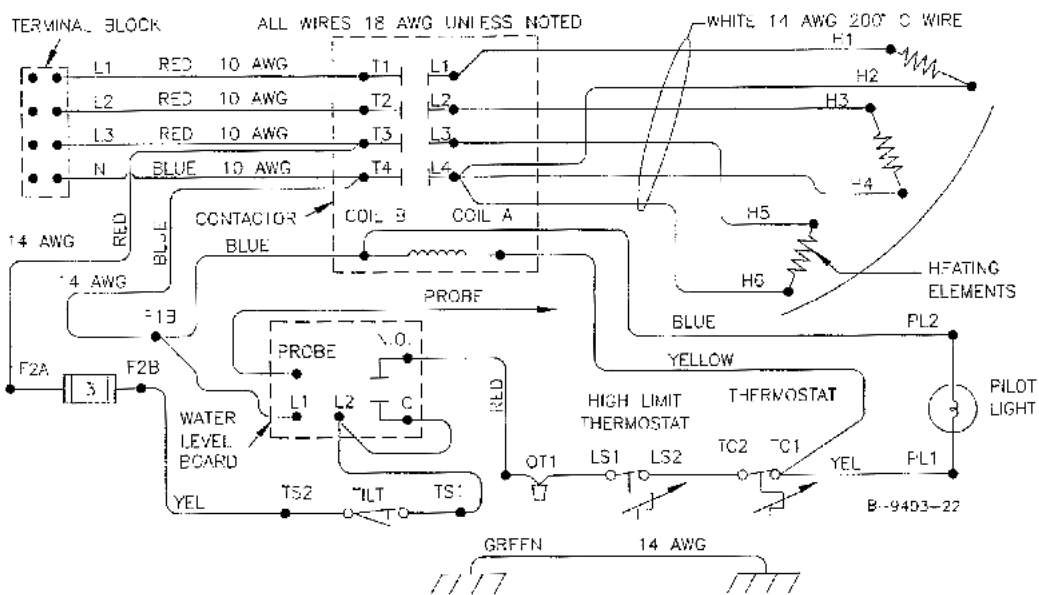 TERMINAL BLOCK
ALL WIRES 18 AWG UNLESS NOTED
WHITE 14 AWG 200° C WIRE
L1 RED 10 AWG T1 L1 H1
H2
L2 RED 10 AWG T2 L2 H3
L3 RED 10 AWG T3 L3
N BLUE 10 AWG T4 L4 H4
CONTACTOR COIL B COIL A H5
14 AWG RED BLUE BLUE
14 AWG
HEATING
ELEMENTS
H6
PROBE
F1B
BLUE PL2
PROBE N.O.
YELLOW
F2A 3 F2B
RED
HIGH LIMIT
THERMOSTAT
THERMOSTAT
PILOT
LIGHT
L1 L2 C
WATER
LEVEL
BOARD
OT1 LS1 LS2 TC2 TC1 YEL PL1
YEL TS2 TILT TS1
B-9403-22
GREEN 14 AWG